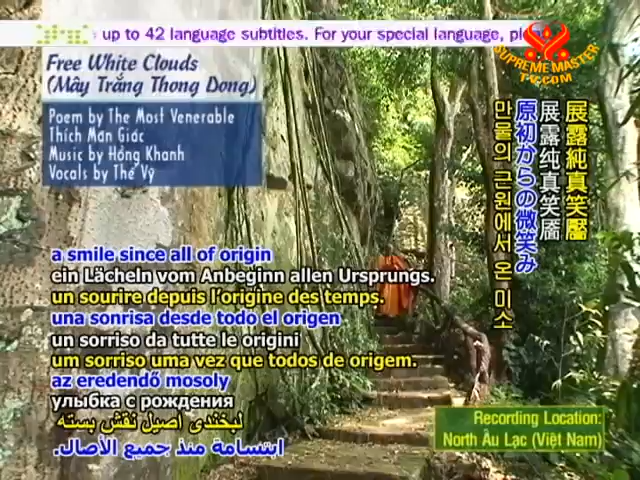 up to 42 language subtitles. For your special language,
SUPREME MASTER
TV.COM
Free White Clouds
(Mây Trắng Thong Dong)
Poem by The Most Venerable
Thích Mãn Giác
Music by Hồng Khanh
Vocals by Thế Vỹ
展露純真笑靨
展露纯真笑靥
原初からの微笑み
만물의 근원에서 온 미소
a smile since all of origin
ein Lächeln vom Anbeginn allen Ursprungs.
un sourire depuis l'origine des temps.
una sonrisa desde todo el origen
un sorriso da tutte le origini
um sorriso uma vez que todos de origem.
az eredendő mosoly
улыбка с рождения
لبخندی اصیل نقش بسته
ابتسامة منذ جميع الأصال.
Recording Location:
North Âu Lạc (Việt Nam)